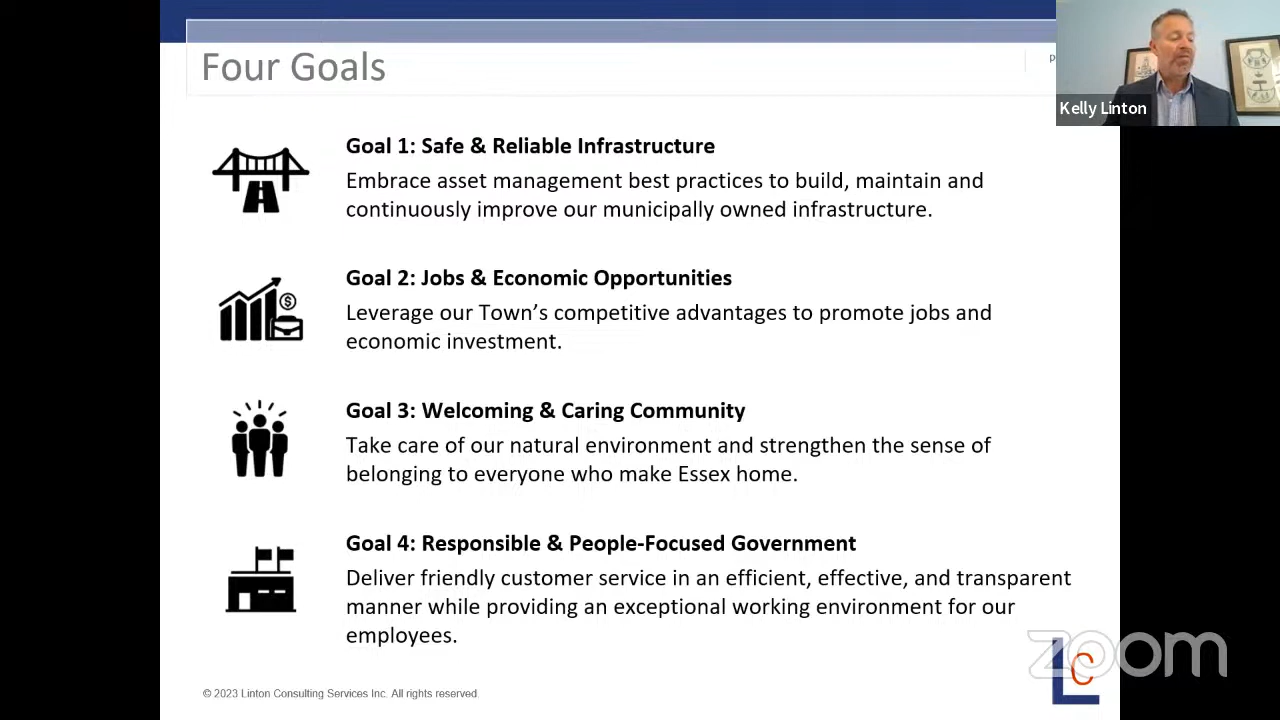 Four Goals
P
Kelly Linton
Goal 1: Safe & Reliable Infrastructure
Embrace asset management best practices to build, maintain and
continuously improve our municipally owned infrastructure.
$
Goal 2: Jobs & Economic Opportunities
Leverage our Town’s competitive advantages to promote jobs and
economic investment.
Goal 3: Welcoming & Caring Community
Take care of our natural environment and strengthen the sense of
belonging to everyone who make Essex home.
Goal 4: Responsible & People-Focused Government
Deliver friendly customer service in an efficient, effective, and transparent
manner while providing an exceptional working environment for our
employees.
zoom
LC
© 2023 Linton Consulting Services Inc. All rights reserved.